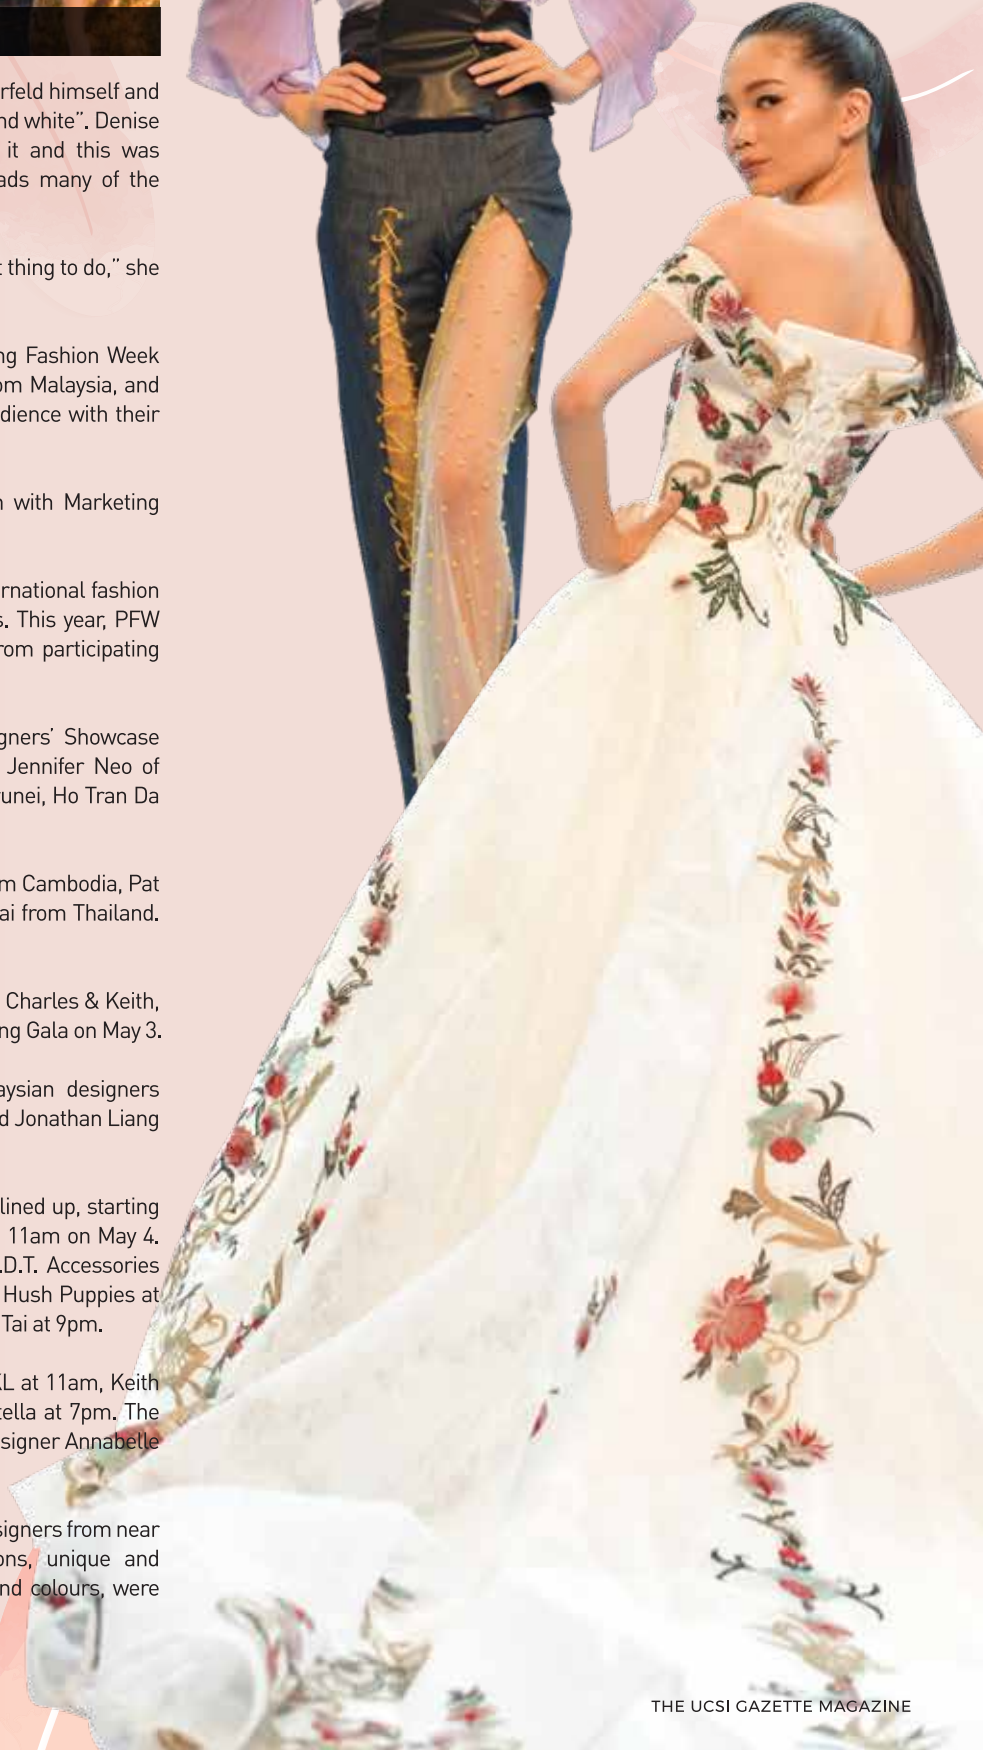 rfeld himself and
nd white”. Denise
it and this was
ads many of the
t thing to do,” she
ng Fashion Week
om Malaysia, and
dience with their
n with Marketing
rnational fashion
s. This year, PFW
rom participating
gners’ Showcase
Jennifer Neo of
unei, Ho Tran Da
m Cambodia, Pat
ai from Thailand.
Charles & Keith,
ng Gala on May 3.
aysian designers
d Jonathan Liang
lined up, starting
11am on May 4.
.D.T. Accessories
Hush Puppies at
Tai at 9pm.
KL at 11am, Keith
tella at 7pm. The
signer Annabelle
signers from near
ons, unique and
nd colours, were
THE UCSI GAZETTE MAGAZINE